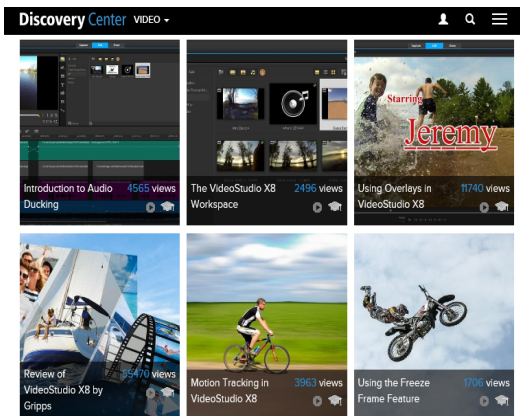 Discovery Center VIDEO
Starring
Jeremy
Introduction to Audio 4565 views
Ducking
The VideoStudio X8 2496 views
Workspace
Using Overlays in 11740 views
VideoStudio X8
Review of 55470 views
VideoStudio X8 by
Gripps
Motion Tracking in 3963 views
VideoStudio X8
Using the Freeze 1706 views
Frame Feature